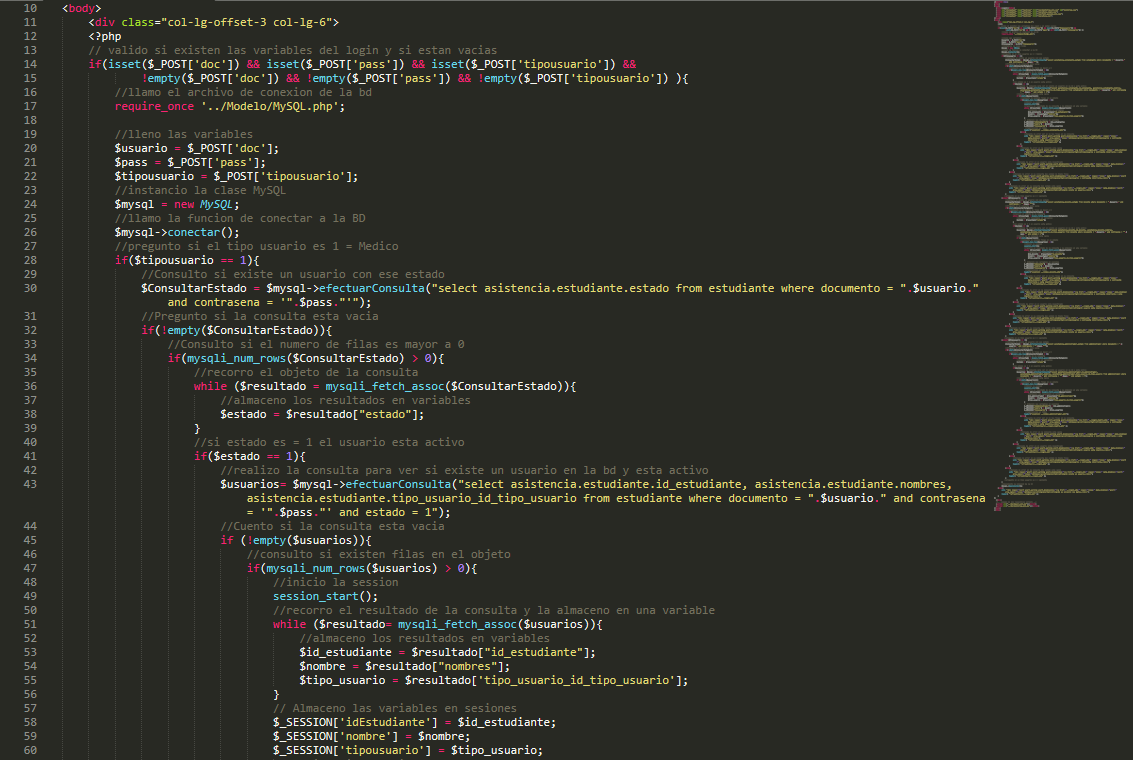 10 <body>
11 <div class="col-lg-offset-3 col-lg-6">
12 <?php
13 // valido si existen las variables del login y si estan vacias
14 if(isset($_POST['doc']) && isset($_POST['pass']) && isset($_POST['tipousuario']) &&
15 !empty($_POST['doc']) && !empty($_POST['pass']) && !empty($_POST['tipousuario']) ){
16 //llamo el archivo de conexion de la bd
17 require_once '../Modelo/MySQL.php';
18
19 //lleno las variables
20 $usuario = $_POST['doc'];
21 $pass = $_POST['pass'];
22 $tipousuario = $_POST['tipousuario'];
23 //instancio la clase MySQL
24 $mysql = new MySQL;
25 //llamo la funcion de conectar a la BD
26 $mysql->conectar();
27 //pregunto si el tipo usuario es 1 = Medico
28 if($tipousuario == 1){
29 //Consulto si existe un usuario con ese estado
30 $ConsultarEstado = $mysql->efectuarConsulta("select asistencia.estudiante.estado from estudiante where documento = ".$usuario."
and contrasena = '".$pass."'");
31 //Pregunto si la consulta esta vacia
32 if(!empty($ConsultarEstado)){
33 //Consulto si el numero de filas es mayor a 0
34 if(mysqli_num_rows($ConsultarEstado) > 0){
35 //recorro el objeto de la consulta
36 while ($resultado = mysqli_fetch_assoc($ConsultarEstado)){
37 //almaceno los resultados en variables
38 $estado = $resultado["estado"];
39 }
40 //si estado es = 1 el usuario esta activo
41 if($estado == 1){
42 //realizo la consulta para ver si existe un usuario en la bd y esta activo
43 $usuarios= $mysql->efectuarConsulta("select asistencia.estudiante.id_estudiante, asistencia.estudiante.nombres,
asistencia.estudiante.tipo_usuario_id_tipo_usuario from estudiante where documento = ".$usuario." and contrasena
= '".$pass."' and estado = 1");
44 //Cuento si la consulta esta vacia
45 if (!empty($usuarios)){
46 //consulto si existen filas en el objeto
47 if(mysqli_num_rows($usuarios) > 0){
48 //inicio la session
49 session_start();
50 //recorro el resultado de la consulta y la almaceno en una variable
51 while ($resultado= mysqli_fetch_assoc($usuarios)){
52 //almaceno los resultados en variables
53 $id_estudiante = $resultado["id_estudiante"];
54 $nombre = $resultado["nombres"];
55 $tipo_usuario = $resultado['tipo_usuario_id_tipo_usuario'];
56 }
57 // Almaceno las variables en sesiones
58 $_SESSION['idEstudiante'] = $id_estudiante;
59 $_SESSION['nombre'] = $nombre;
60 $_SESSION['tipousuario'] = $tipo_usuario;